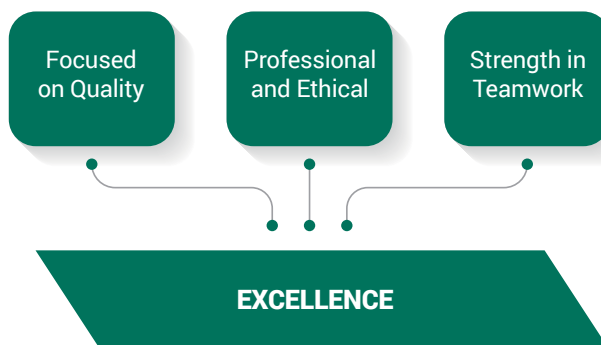 Focused
on Quality
Professional
and Ethical
Strength in
Teamwork
EXCELLENCE